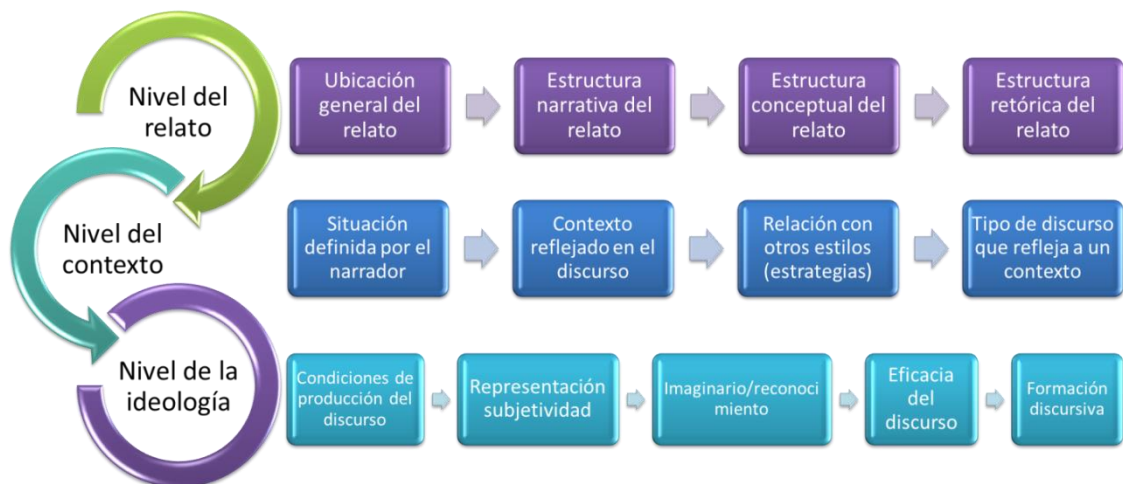 Nivel del
relato
Ubicación
general del
relato
Estructura
narrativa del
relato
Estructura
conceptual del
relato
Estructura
retórica del
relato
Nivel del
contexto
Situación
definida por el
narrador
Contexto
reflejado en el
discurso
Relación con
otros estilos
(estrategias)
Tipo de discurso
que refleja a un
contexto
Nivel de la
ideología
Condiciones de
producción del
discurso
Representación
subjetividad
Imaginario/reconoci
miento
Eficacia
del
discurso
Formación
discursiva